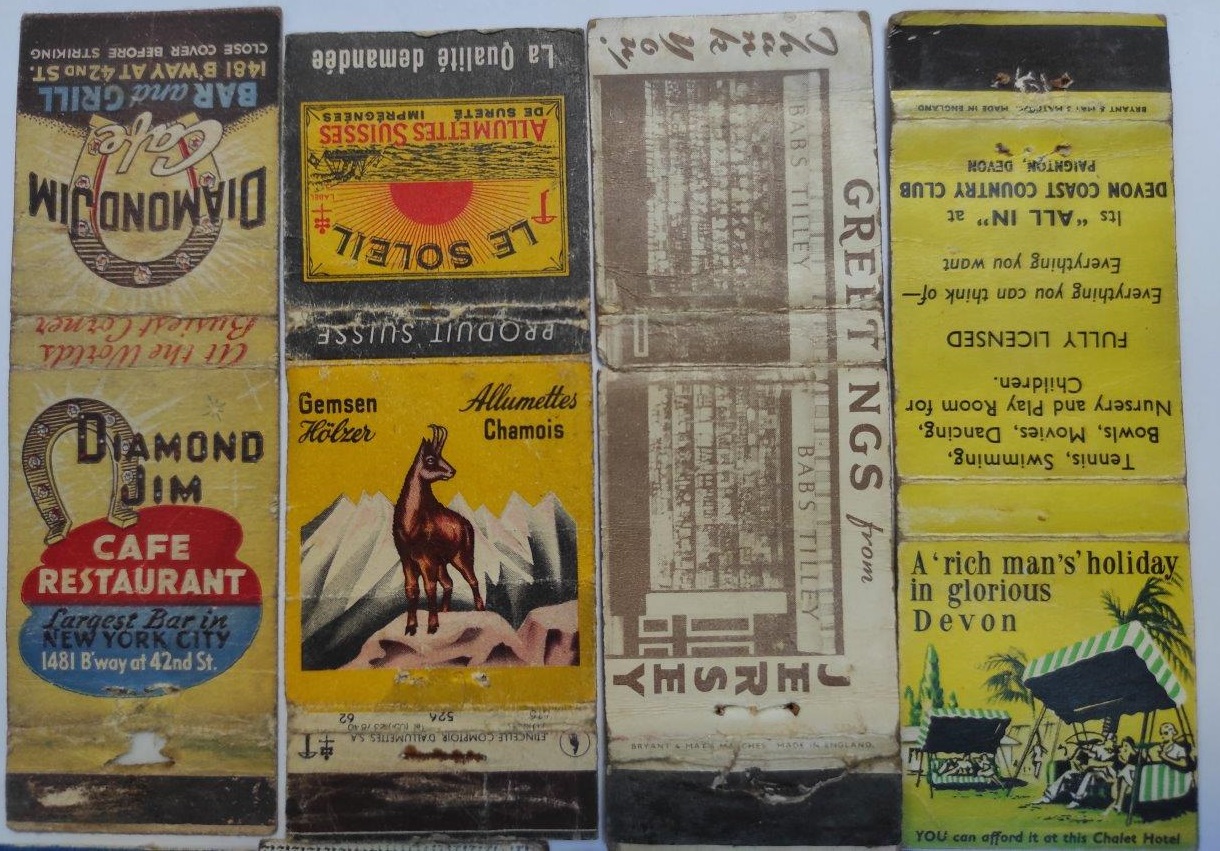 CLOSE COVER BEFORE STRIKING
1481 B'WAY AT 42ND ST.
BAR and GRILL
Cafe
DIAMOND JIM
At the Worlds
Busiest Corner
DIAMOND
JIM
CAFE
RESTAURANT
Largest Bar in
NEW YORK CITY
1481 B'way at 42nd St.
La Qualité demandée
LE SOLEIL
LABEL
ALLUMETTES SUISSES
DE SURETÉ IMPRÉGNÉES
PRODUIT SUISSE
Gemsen
Hölzer
Allumettes
Chamois
ETINCELLE COMPTOIR D'ALLUMETTES S.A.
526
62
Thank
You!
BABS TILLEY
BABS TILLEY
GREETINGS from
JERSEY
BRYANT & MAY MATCHES MADE IN ENGLAND.
BRYANT & MAY'S MATCHES, MADE IN ENGLAND
Tennis, Swimming,
Bowls, Movies, Dancing,
Nursery and Play Room for
Children.
FULLY LICENSED
Everything you can think of—
Everything you want
Its "ALL IN" at
DEVON COAST COUNTRY CLUB
PAIGNTON, DEVON
A 'rich man's' holiday
in glorious
Devon
YOU can afford it at this Chalet Hotel